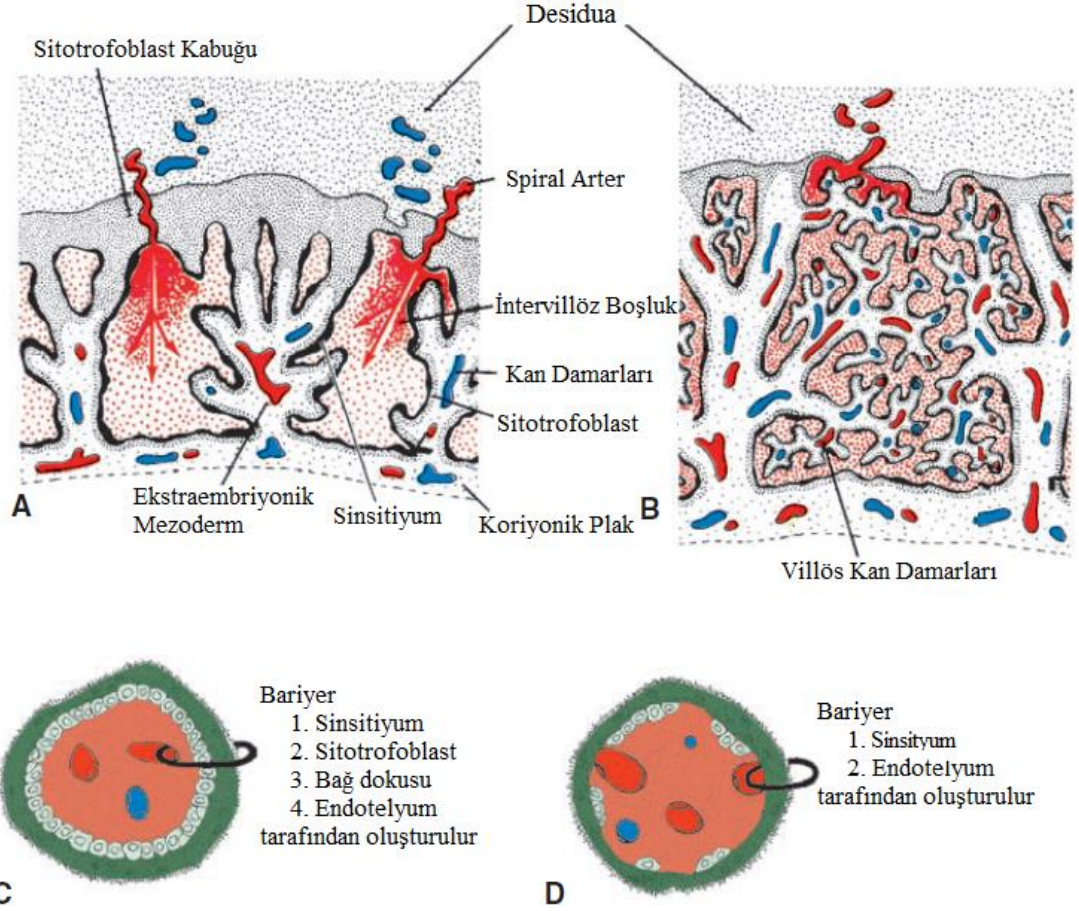 Desidua
Sitotrofoblast Kabuğu
Spiral Arter
İntervillöz Boşluk
Kan Damarları
Sitotrofoblast
Ekstraembriyonik
Mezoderm
Sinsitiyum
Koriyonik Plak
A
B
Villös Kan Damarları
Bariyer
1. Sinsitiyum
2. Sitotrofoblast
3. Bağ dokusu
4. Endotelyum
tarafından oluşturulur
C
Bariyer
1. Sinsityum
2. Endotelyum
tarafından oluşturulur
D